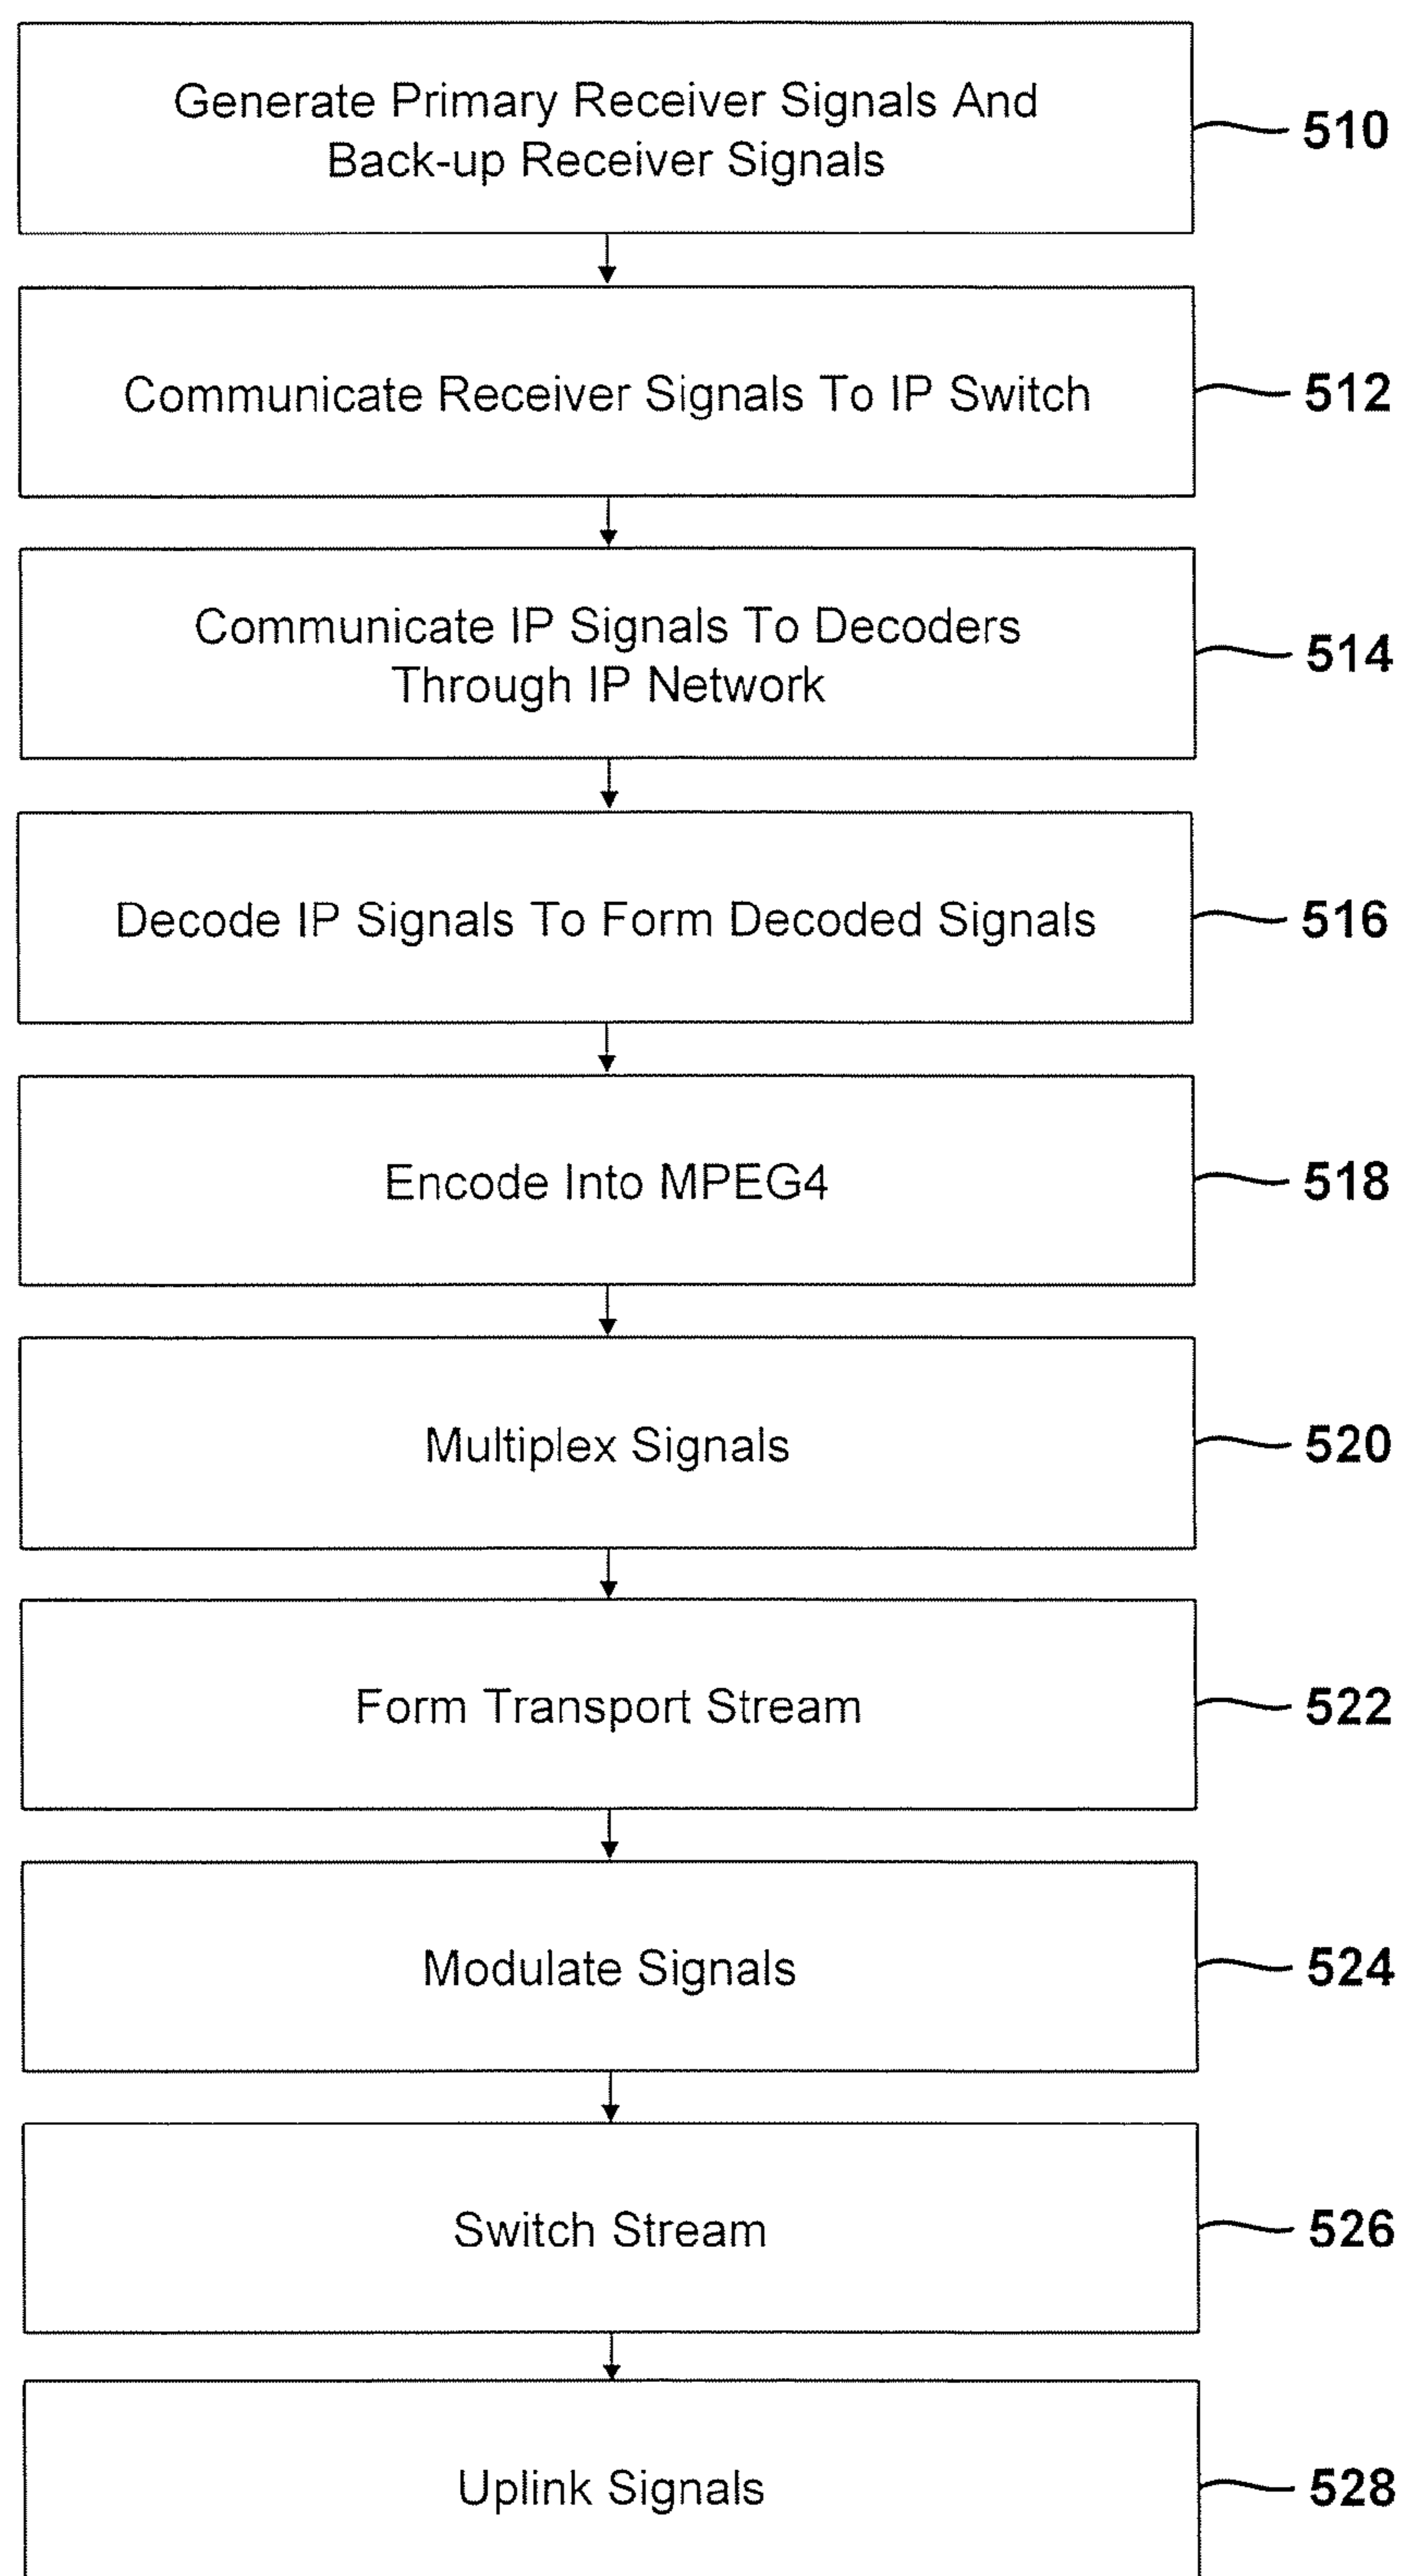 Generate Primary Receiver Signals And
Back-up Receiver Signals
510
Communicate Receiver Signals To IP Switch
512
Communicate IP Signals To Decoders
Through IP Network
514
Decode IP Signals To Form Decoded Signals
516
Encode Into MPEG4
518
Multiplex Signals
520
Form Transport Stream
522
Modulate Signals
524
Switch Stream
526
Uplink Signals
528